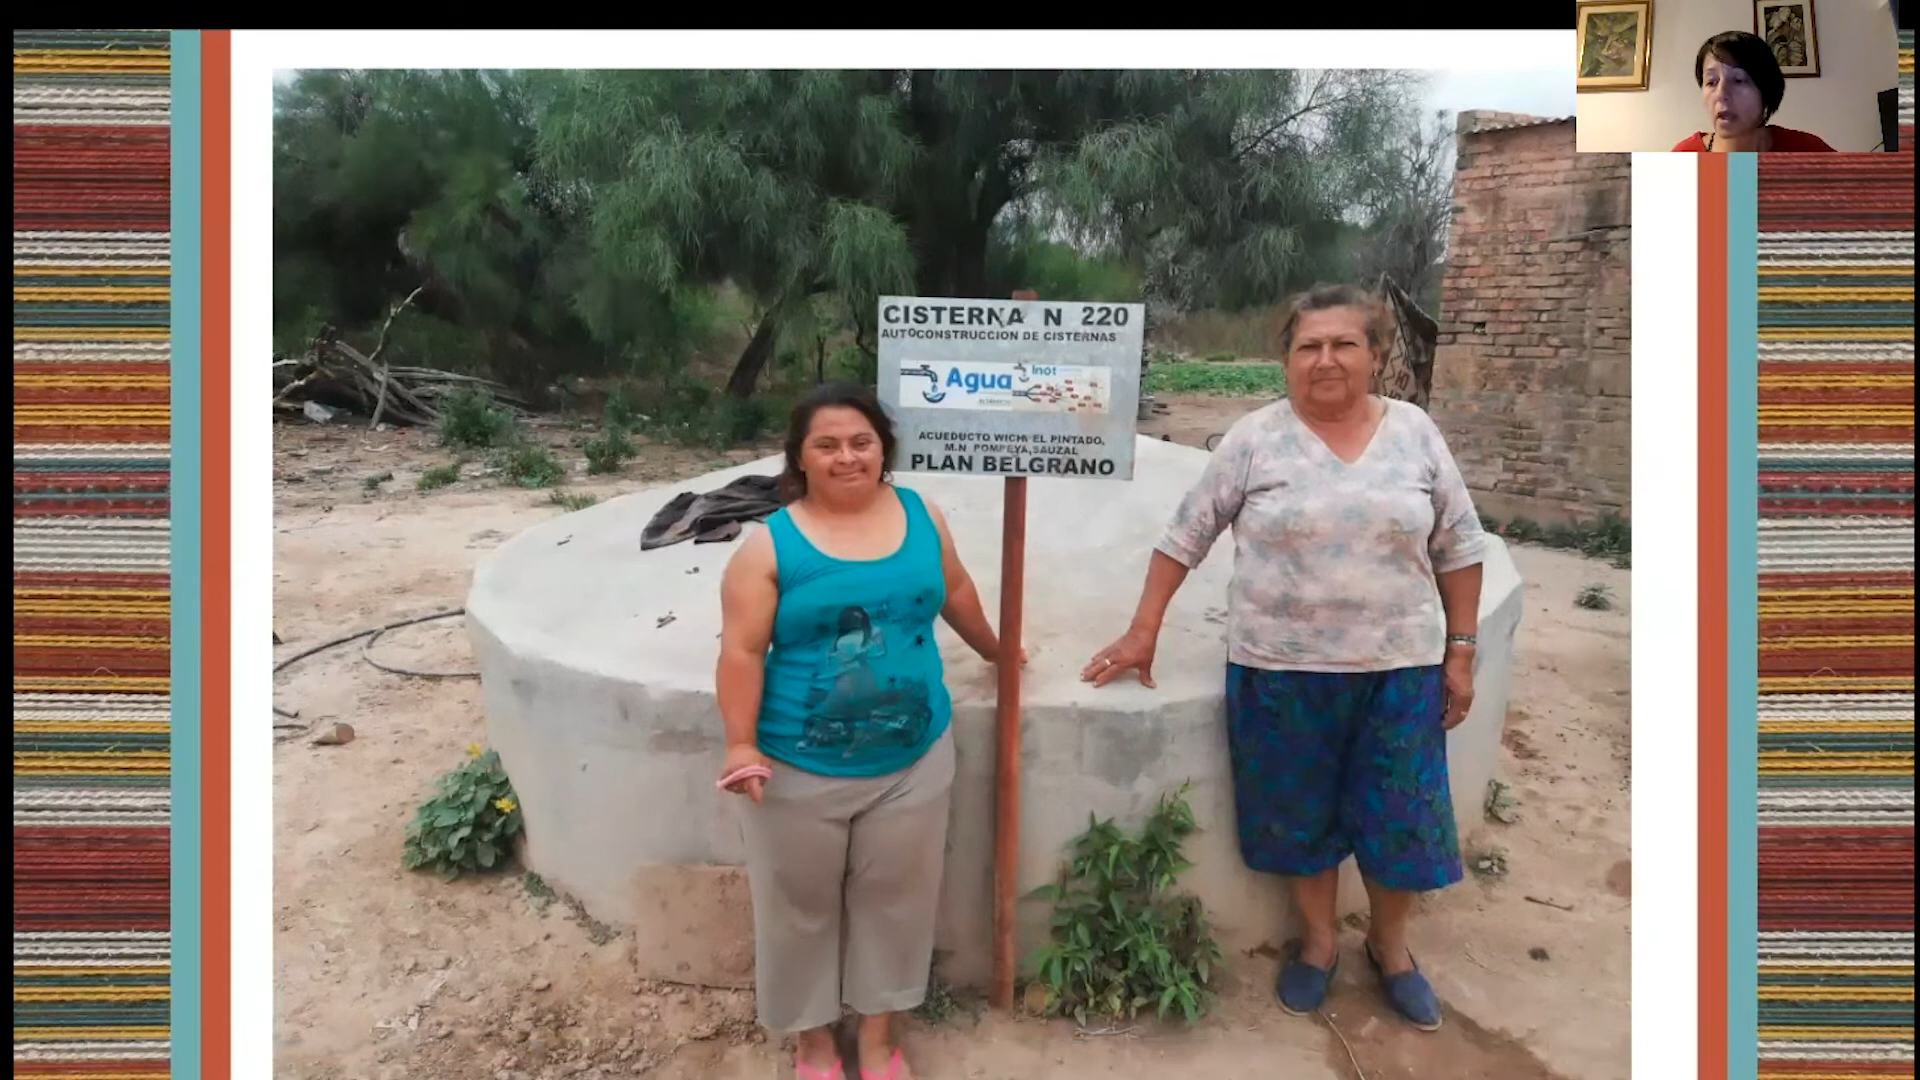 CISTERNA N 220
AUTOCONSTRUCCION DE CISTERNAS
Agua
Inot
ACUEDUCTO WICHI EL PINTADO,
M.N POMPEYA, SAUZAL
PLAN BELGRANO